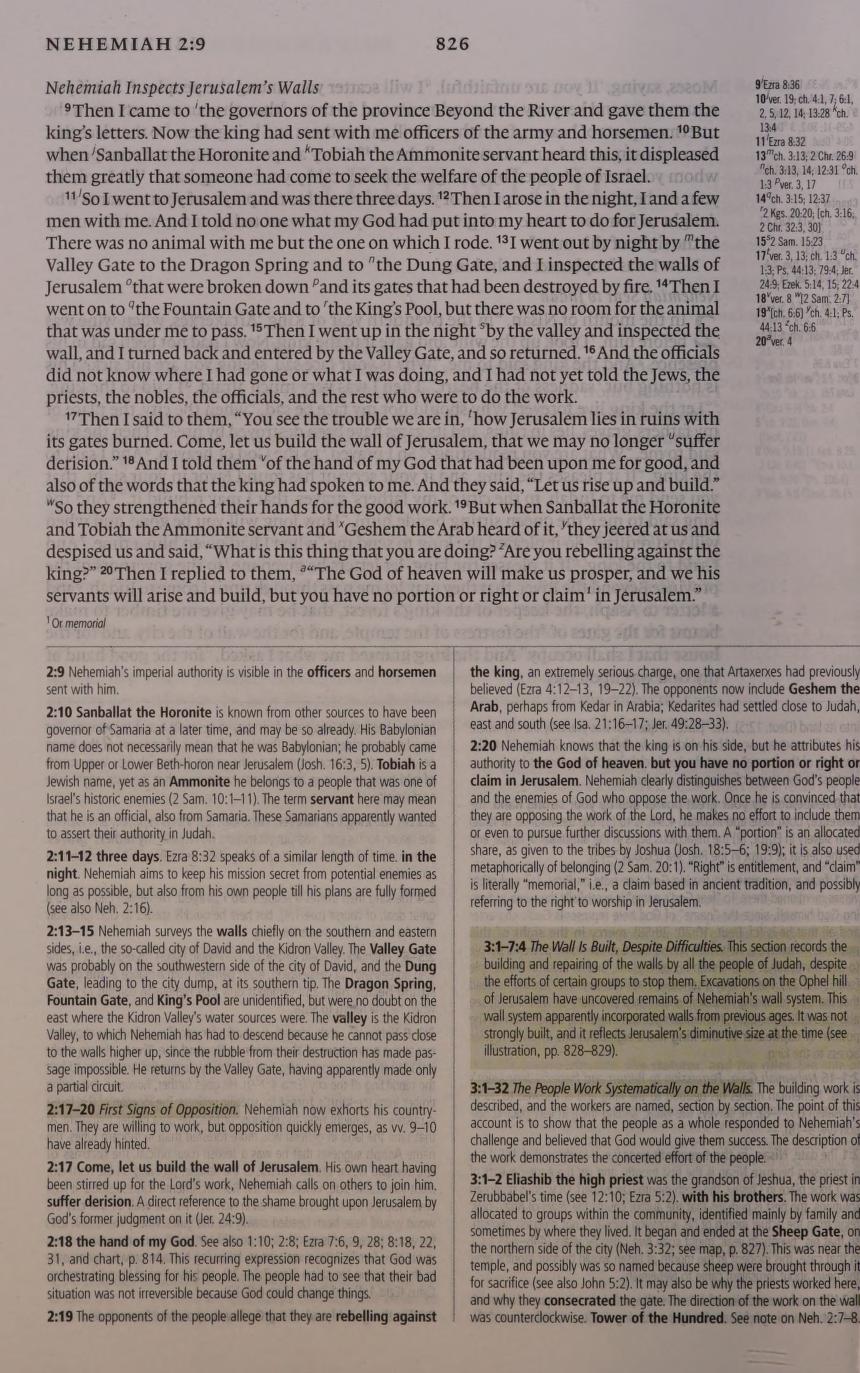 NEHEMIAH 2:9
826
Nehemiah Inspects Jerusalem's Walls
9 Then I came to i the governors of the province Beyond the River and gave them the
king's letters. Now the king had sent with me officers of the army and horsemen. 10 But
when j Sanballat the Horonite and k Tobiah the Ammonite servant heard this, it displeased
them greatly that someone had come to seek the welfare of the people of Israel.
11 l So I went to Jerusalem and was there three days. 12 Then I arose in the night, I and a few
men with me. And I told no one what my God had put into my heart to do for Jerusalem.
There was no animal with me but the one on which I rode. 13 I went out by night by m the
Valley Gate to the Dragon Spring and to n the Dung Gate, and I inspected the walls of
Jerusalem o that were broken down p and its gates that had been destroyed by fire. 14 Then I
went on to q the Fountain Gate and to r the King's Pool, but there was no room for the animal
that was under me to pass. 15 Then I went up in the night s by the valley and inspected the
wall, and I turned back and entered by the Valley Gate, and so returned. 16 And the officials
did not know where I had gone or what I was doing, and I had not yet told the Jews, the
priests, the nobles, the officials, and the rest who were to do the work.
17 Then I said to them, "You see the trouble we are in, t how Jerusalem lies in ruins with
its gates burned. Come, let us build the wall of Jerusalem, that we may no longer u suffer
derision." 18 And I told them v of the hand of my God that had been upon me for good, and
also of the words that the king had spoken to me. And they said, "Let us rise up and build."
w So they strengthened their hands for the good work. 19 But when Sanballat the Horonite
and Tobiah the Ammonite servant and x Geshem the Arab heard of it, y they jeered at us and
despised us and said, "What is this thing that you are doing? z Are you rebelling against the
king?" 20 Then I replied to them, a "The God of heaven will make us prosper, and we his
servants will arise and build, but you have no portion or right or claim 1 in Jerusalem."
1 Or memorial
9 i Ezra 8:36
10 j ver. 19; ch. 4:1, 7; 6:1,
2, 5, 12, 14; 13:28 k ch.
13:4
11 l Ezra 8:32
13 m ch. 3:13; 2 Chr. 26:9
n ch. 3:13, 14; 12:31 o ch.
1:3 p ver. 3, 17
14 q ch. 3:15; 12:37
r 2 Kgs. 20:20; [ch. 3:16;
2 Chr. 32:3, 30]
15 s 2 Sam. 15:23
17 t ver. 3, 13; ch. 1:3 u ch.
1:3; Ps. 44:13; 79:4; Jer.
24:9; Ezek. 5:14, 15; 22:4
18 v ver. 8 w [2 Sam. 2:7]
19 x [ch. 6:6] y ch. 4:1; Ps.
44:13 z ch. 6:6
20 a ver. 4
2:9 Nehemiah's imperial authority is visible in the officers and horsemen
sent with him.
2:10 Sanballat the Horonite is known from other sources to have been
governor of Samaria at a later time, and may be so already. His Babylonian
name does not necessarily mean that he was Babylonian; he probably came
from Upper or Lower Beth-horon near Jerusalem (Josh. 16:3, 5). Tobiah is a
Jewish name, yet as an Ammonite he belongs to a people that was one of
Israel's historic enemies (2 Sam. 10:1–11). The term servant here may mean
that he is an official, also from Samaria. These Samarians apparently wanted
to assert their authority in Judah.
2:11–12 three days. Ezra 8:32 speaks of a similar length of time. in the
night. Nehemiah aims to keep his mission secret from potential enemies as
long as possible, but also from his own people till his plans are fully formed
(see also Neh. 2:16).
2:13–15 Nehemiah surveys the walls chiefly on the southern and eastern
sides, i.e., the so-called city of David and the Kidron Valley. The Valley Gate
was probably on the southwestern side of the city of David, and the Dung
Gate, leading to the city dump, at its southern tip. The Dragon Spring,
Fountain Gate, and King's Pool are unidentified, but were no doubt on the
east where the Kidron Valley's water sources were. The valley is the Kidron
Valley, to which Nehemiah has had to descend because he cannot pass close
to the walls higher up, since the rubble from their destruction has made pas-
sage impossible. He returns by the Valley Gate, having apparently made only
a partial circuit.
2:17–20 First Signs of Opposition. Nehemiah now exhorts his country-
men. They are willing to work, but opposition quickly emerges, as vv. 9–10
have already hinted.
2:17 Come, let us build the wall of Jerusalem. His own heart having
been stirred up for the Lord's work, Nehemiah calls on others to join him.
suffer derision. A direct reference to the shame brought upon Jerusalem by
God's former judgment on it (Jer. 24:9).
2:18 the hand of my God. See also 1:10; 2:8; Ezra 7:6, 9, 28; 8:18, 22,
31, and chart, p. 814. This recurring expression recognizes that God was
orchestrating blessing for his people. The people had to see that their bad
situation was not irreversible because God could change things.
2:19 The opponents of the people allege that they are rebelling against
the king, an extremely serious charge, one that Artaxerxes had previously
believed (Ezra 4:12–13, 19–22). The opponents now include Geshem the
Arab, perhaps from Kedar in Arabia; Kedarites had settled close to Judah,
east and south (see Isa. 21:16–17; Jer. 49:28–33).
2:20 Nehemiah knows that the king is on his side, but he attributes his
authority to the God of heaven. but you have no portion or right or
claim in Jerusalem. Nehemiah clearly distinguishes between God's people
and the enemies of God who oppose the work. Once he is convinced that
they are opposing the work of the Lord, he makes no effort to include them
or even to pursue further discussions with them. A "portion" is an allocated
share, as given to the tribes by Joshua (Josh. 18:5–6; 19:9); it is also used
metaphorically of belonging (2 Sam. 20:1). "Right" is entitlement, and "claim"
is literally "memorial," i.e., a claim based in ancient tradition, and possibly
referring to the right to worship in Jerusalem.
3:1–7:4 The Wall Is Built, Despite Difficulties. This section records the
building and repairing of the walls by all the people of Judah, despite
the efforts of certain groups to stop them. Excavations on the Ophel hill
of Jerusalem have uncovered remains of Nehemiah's wall system. This
wall system apparently incorporated walls from previous ages. It was not
strongly built, and it reflects Jerusalem's diminutive size at the time (see
illustration, pp. 828–829).
3:1–32 The People Work Systematically on the Walls. The building work is
described, and the workers are named, section by section. The point of this
account is to show that the people as a whole responded to Nehemiah's
challenge and believed that God would give them success. The description of
the work demonstrates the concerted effort of the people.
3:1–2 Eliashib the high priest was the grandson of Jeshua, the priest in
Zerubbabel's time (see 12:10; Ezra 5:2). with his brothers. The work was
allocated to groups within the community, identified mainly by family and
sometimes by where they lived. It began and ended at the Sheep Gate, on
the northern side of the city (Neh. 3:32; see map, p. 827). This was near the
temple, and possibly was so named because sheep were brought through it
for sacrifice (see also John 5:2). It may also be why the priests worked here,
and why they consecrated the gate. The direction of the work on the wall
was counterclockwise. Tower of the Hundred. See note on Neh. 2:7–8.